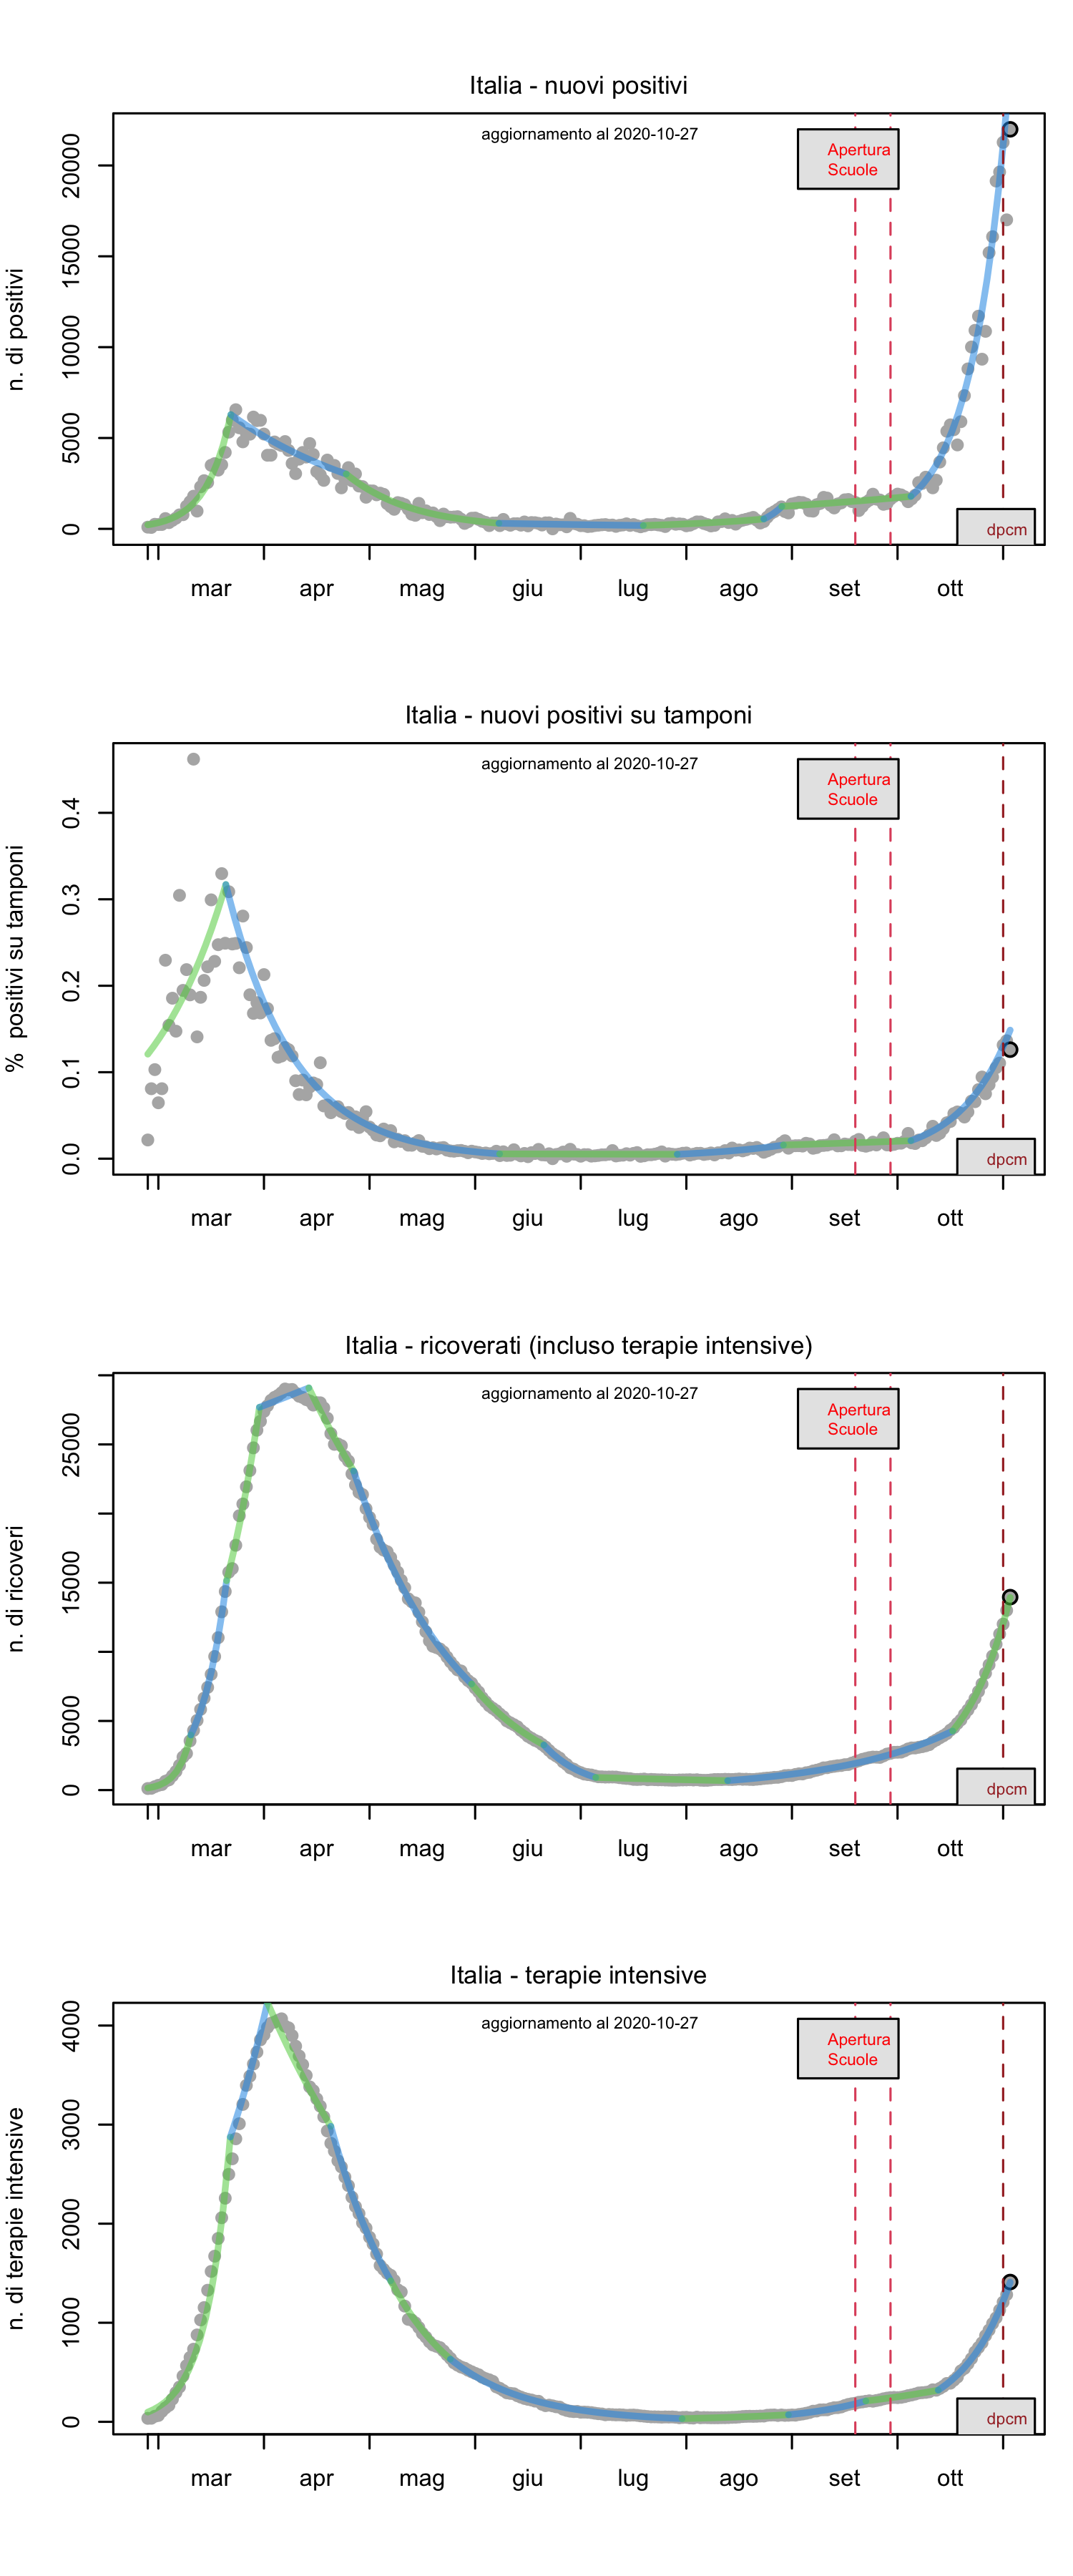 Italia - nuovi positivi
aggiornamento al 2020-10-27
Apertura
Scuole
n. di positivi
20000
15000
10000
5000
0
dpcm
mar apr mag giu lug ago set ott
Italia - nuovi positivi su tamponi
aggiornamento al 2020-10-27
Apertura
Scuole
% positivi su tamponi
0.4
0.3
0.2
0.1
0.0
dpcm
mar apr mag giu lug ago set ott
Italia - ricoverati (incluso terapie intensive)
aggiornamento al 2020-10-27
Apertura
Scuole
n. di ricoveri
25000
15000
5000
0
dpcm
mar apr mag giu lug ago set ott
Italia - terapie intensive
aggiornamento al 2020-10-27
Apertura
Scuole
n. di terapie intensive
4000
3000
2000
1000
0
dpcm
mar apr mag giu lug ago set ott